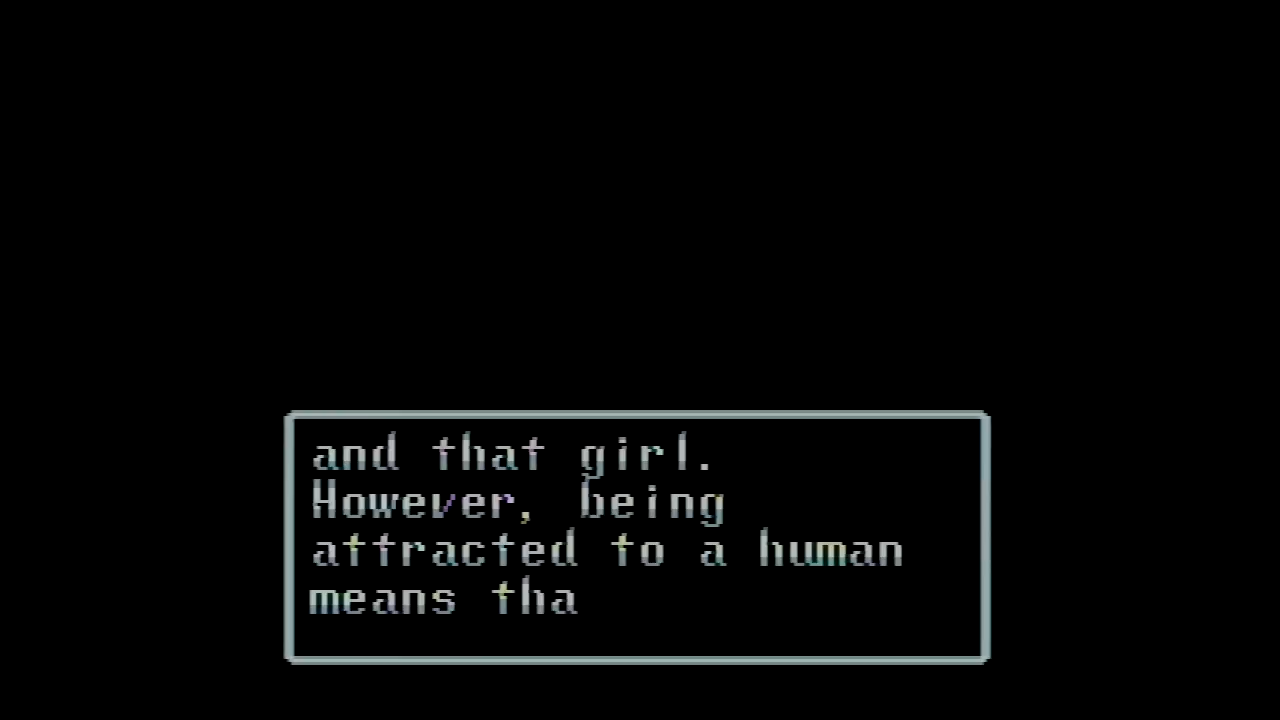 and that girl.
However, being
attracted to a human
means tha